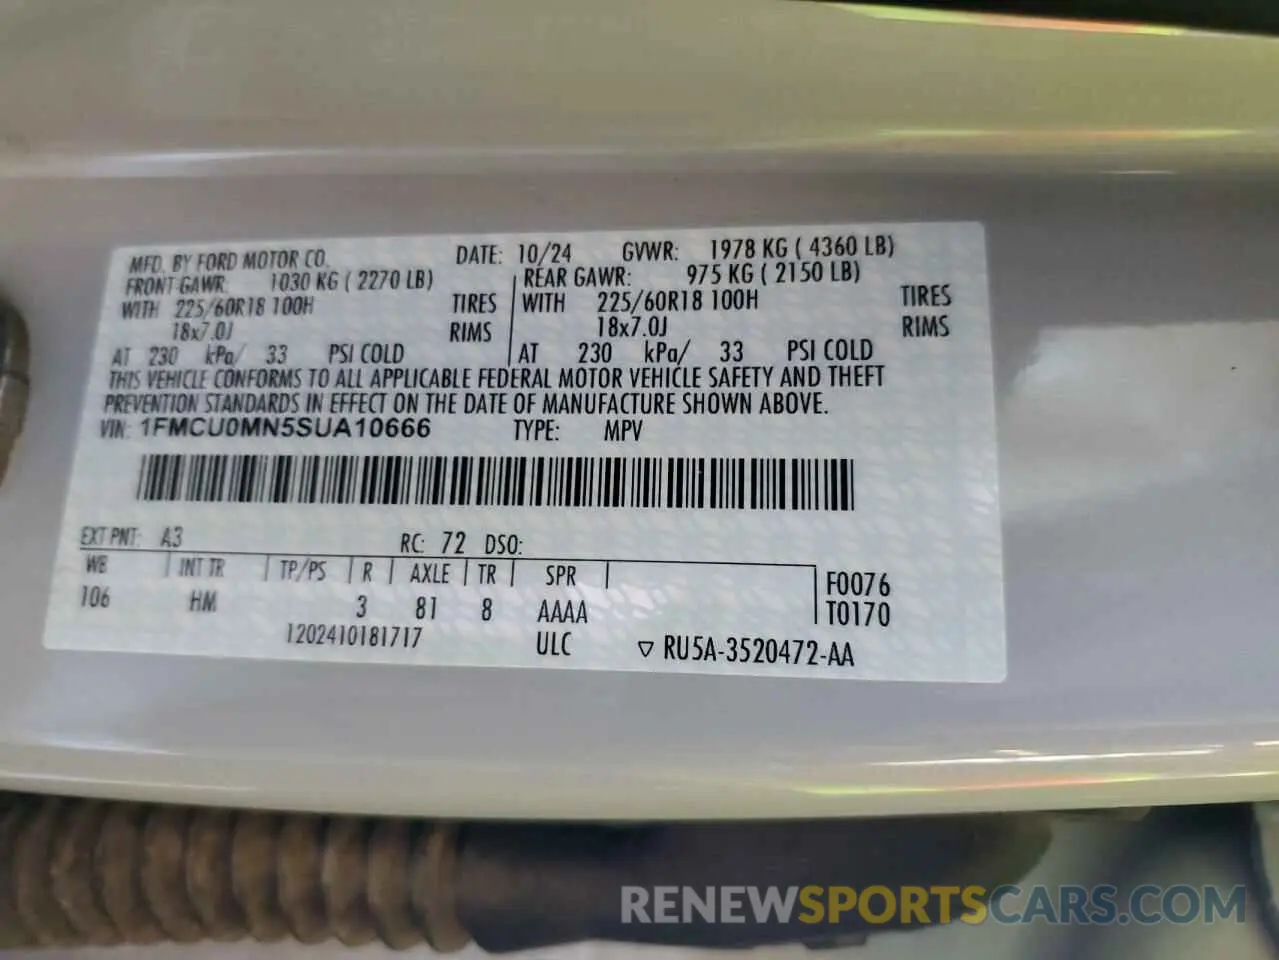 MFD. BY FORD MOTOR CO. DATE: 10/24 GVWR: 1978 KG ( 4360 LB)
FRONT GAWR: 1030 KG ( 2270 LB) REAR GAWR: 975 KG ( 2150 LB)
WITH 225/60R18 100H TIRES WITH 225/60R18 100H TIRES
18x7.0J RIMS 18x7.0J RIMS
AT 230 kPa/ 33 PSI COLD AT 230 kPa/ 33 PSI COLD
THIS VEHICLE CONFORMS TO ALL APPLICABLE FEDERAL MOTOR VEHICLE SAFETY AND THEFT
PREVENTION STANDARDS IN EFFECT ON THE DATE OF MANUFACTURE SHOWN ABOVE.
VIN: 1FMCU0MN5SUA10666 TYPE: MPV
EXT PNT: A3 RC: 72 DSO:
WB INT TR TP/PS R AXLE TR SPR F0076
106 HM 3 81 8 AAAA T0170
1202410181717 ULC ▽ RU5A-3520472-AA
RENEWSPORTSCARS.COM